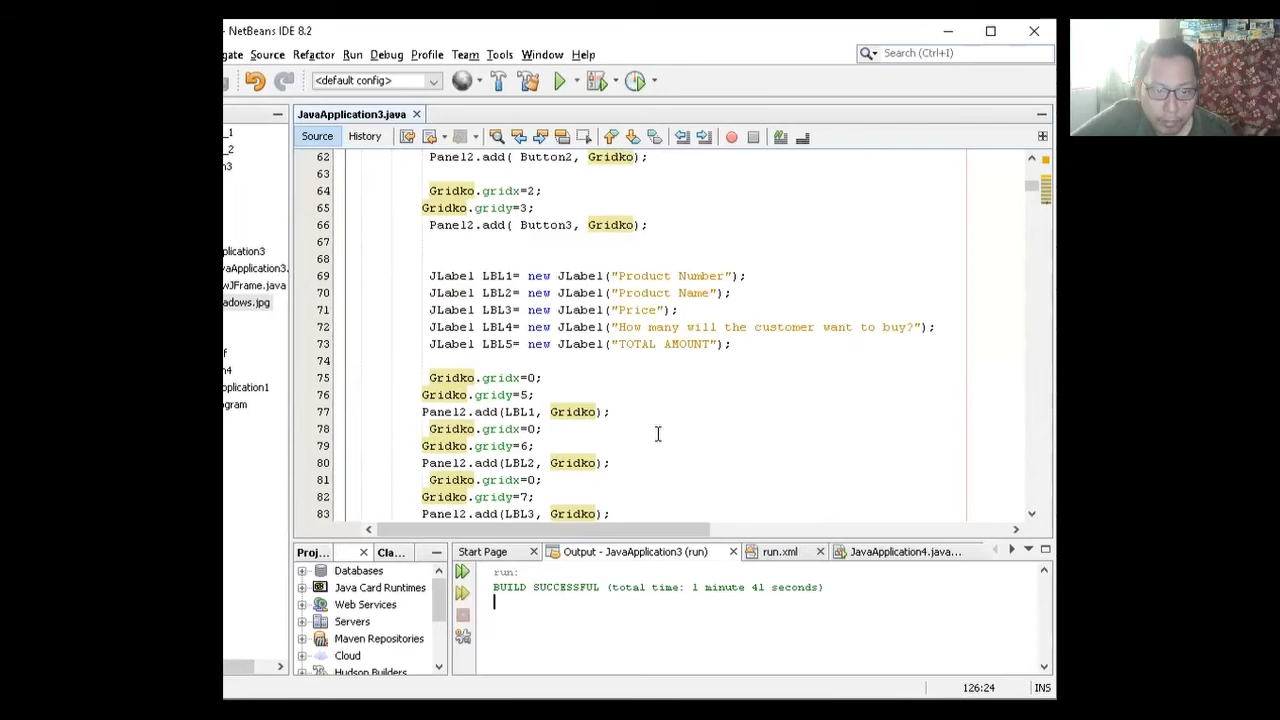 - NetBeans IDE 8.2
gate Source Refactor Run Debug Profile Team Tools Window Help
Search (Ctrl+I)
<default config>
JavaApplication3.java
Source History
62 Panel2.add( Button2, Gridko);
63
64 Gridko.gridx=2;
65 Gridko.gridy=3;
66 Panel2.add( Button3, Gridko);
67
68
69 JLabel LBL1= new JLabel("Product Number");
70 JLabel LBL2= new JLabel("Product Name");
71 JLabel LBL3= new JLabel("Price");
72 JLabel LBL4= new JLabel("How many will the customer want to buy?");
73 JLabel LBL5= new JLabel("TOTAL AMOUNT");
74
75 Gridko.gridx=0;
76 Gridko.gridy=5;
77 Panel2.add(LBL1, Gridko);
78 Gridko.gridx=0;
79 Gridko.gridy=6;
80 Panel2.add(LBL2, Gridko);
81 Gridko.gridx=0;
82 Gridko.gridy=7;
83 Panel2.add(LBL3, Gridko);
_1
_2
n3
plication3
vaApplication3.
wJFrame.java
adows.jpg
f
n4
plication1
gram
Proj... Cla...
Databases
Java Card Runtimes
Web Services
Servers
Maven Repositories
Cloud
Hudson Builders
Start Page Output - JavaApplication3 (run) run.xml JavaApplication4.java...
run:
BUILD SUCCESSFUL (total time: 1 minute 41 seconds)
126:24 INS